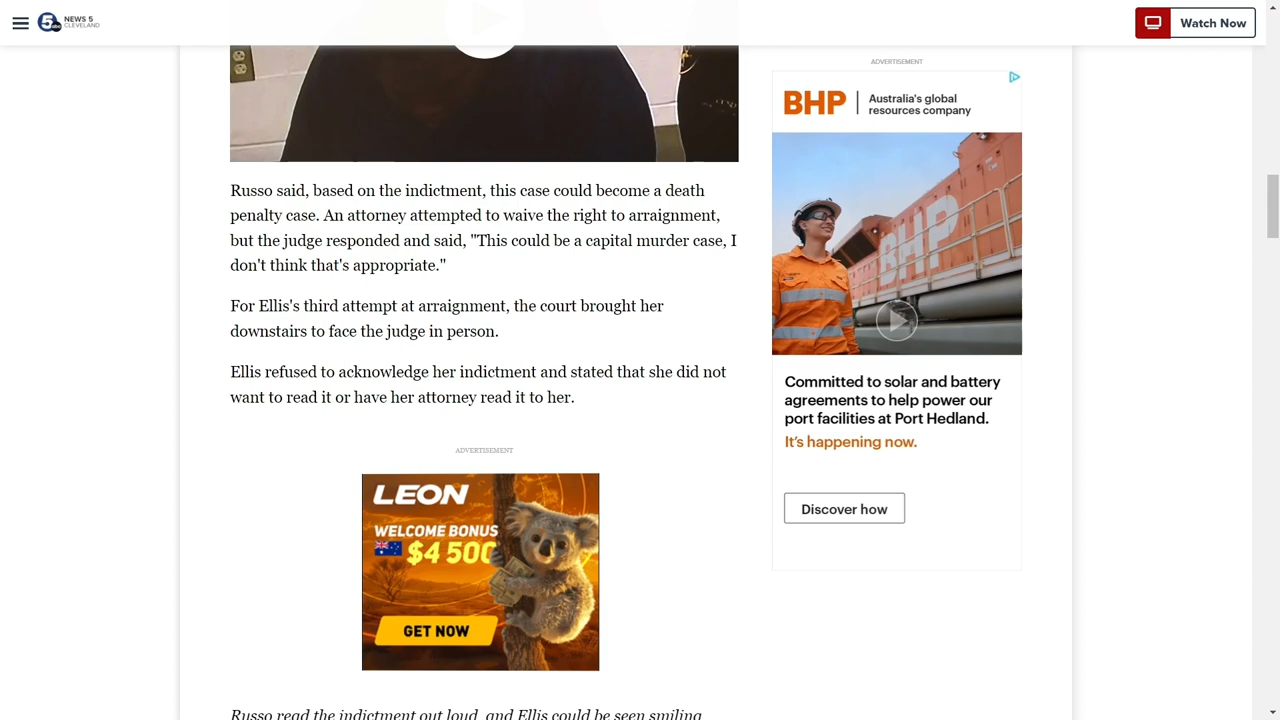 NEWS 5
CLEVELAND
5
abc
Watch Now
Russo said, based on the indictment, this case could become a death
penalty case. An attorney attempted to waive the right to arraignment,
but the judge responded and said, "This could be a capital murder case, I
don't think that's appropriate."
For Ellis's third attempt at arraignment, the court brought her
downstairs to face the judge in person.
Ellis refused to acknowledge her indictment and stated that she did not
want to read it or have her attorney read it to her.
ADVERTISEMENT
LEON
WELCOME BONUS
$4 500
GET NOW
Russo read the indictment out loud, and Ellis could be seen smiling
ADVERTISEMENT
BHP
Australia's global
resources company
BHP
Committed to solar and battery
agreements to help power our
port facilities at Port Hedland.
It's happening now.
Discover how